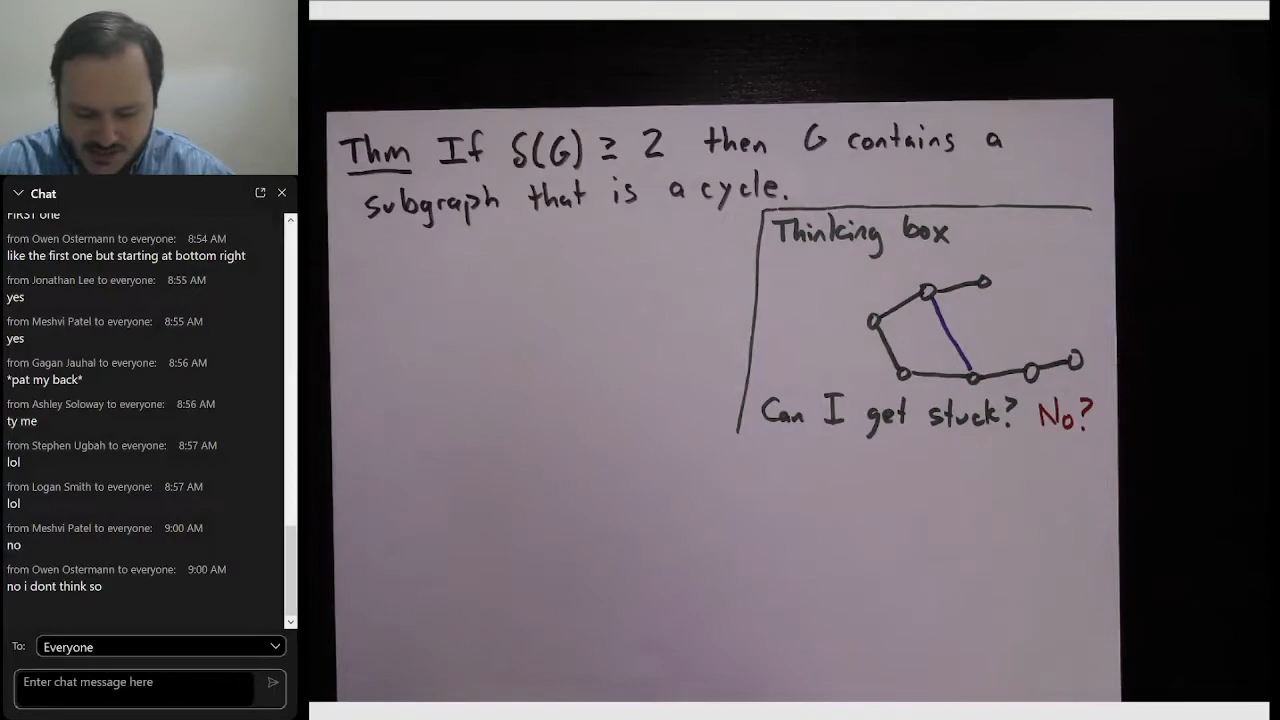 Chat
FIRST one
from Owen Ostermann to everyone: 8:54 AM
like the first one but starting at bottom right
from Jonathan Lee to everyone: 8:55 AM
yes
from Meshvi Patel to everyone: 8:55 AM
yes
from Gagan Jauhal to everyone: 8:56 AM
*pat my back*
from Ashley Soloway to everyone: 8:56 AM
ty me
from Stephen Ugbah to everyone: 8:57 AM
lol
from Logan Smith to everyone: 8:57 AM
lol
from Meshvi Patel to everyone: 9:00 AM
no
from Owen Ostermann to everyone: 9:00 AM
no i dont think so
To: Everyone
Enter chat message here
Thm If δ(G) ≥ 2 then G contains a
subgraph that is a cycle.
Thinking box
Can I get stuck? No?